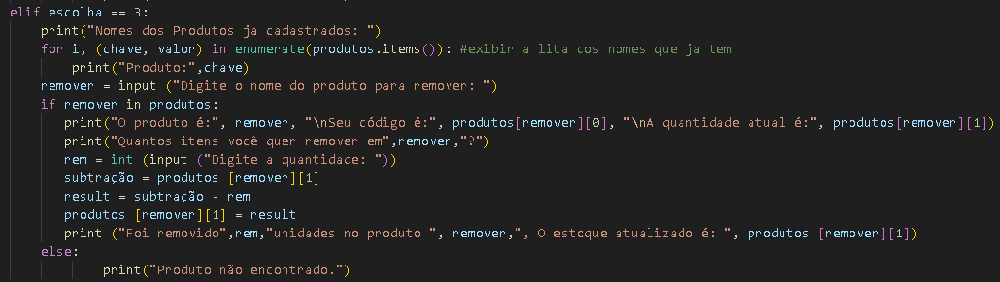 elif escolha == 3:
print("Nomes dos Produtos ja cadastrados: ")
for i, (chave, valor) in enumerate(produtos.items()): #exibir a lita dos nomes que ja tem
print("Produto:",chave)
remover = input ("Digite o nome do produto para remover: ")
if remover in produtos:
print("O produto é:", remover, "\nSeu código é:", produtos[remover][0], "\nA quantidade atual é:", produtos[remover][1])
print("Quantos itens você quer remover em",remover,"?")
rem = int (input ("Digite a quantidade: "))
subtração = produtos [remover][1]
result = subtração - rem
produtos [remover][1] = result
print ("Foi removido",rem,"unidades no produto ", remover,", O estoque atualizado é: ", produtos [remover][1])
else:
print("Produto não encontrado.")